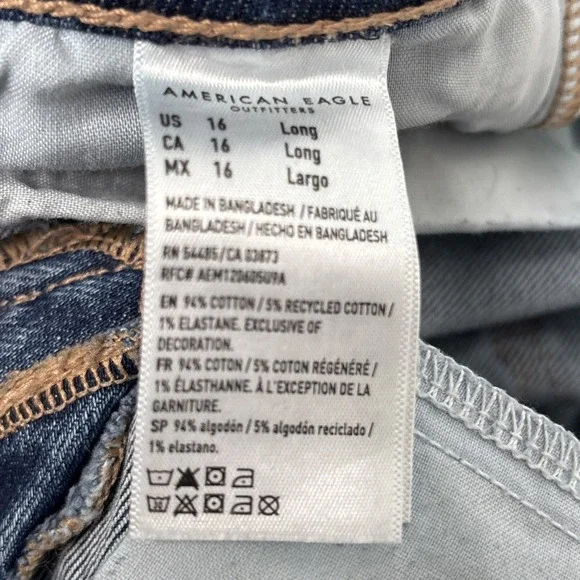 AMERICAN EAGLE
OUTFITTERS
US 16 Long
CA 16 Long
MX 16 Largo
MADE IN BANGLADESH / FABRIQUÉ AU
BANGLADESH / HECHO EN BANGLADESH
RN 54485/CA 03873
RFC# AEM1206050U9A
EN 94% COTTON / 5% RECYCLED COTTON /
1% ELASTANE. EXCLUSIVE OF
DECORATION.
FR 94% COTON / 5% COTON RÉGÉNÉRÉ /
1% ÉLASTHANNE. À L'EXCEPTION DE LA
GARNITURE.
SP 94% algodón / 5% algodón reciclado /
1% elastano.